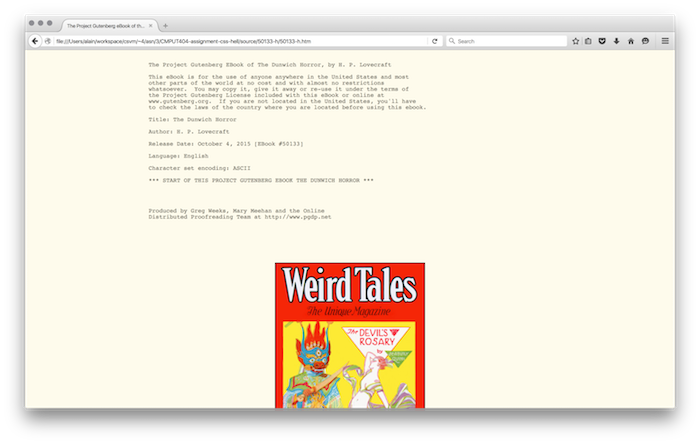 The Project Gutenberg eBook of th...
file:///Users/alain/workspace/csvm/~4/asn/3/CMPUT404-assignment-css-hell/source/50133-h/50133-h.htm
Search
The Project Gutenberg EBook of The Dunwich Horror, by H. P. Lovecraft
This eBook is for the use of anyone anywhere in the United States and most
other parts of the world at no cost and with almost no restrictions
whatsoever.  You may copy it, give it away or re-use it under the terms of
the Project Gutenberg License included with this eBook or online at
www.gutenberg.org.  If you are not located in the United States, you'll have
to check the laws of the country where you are located before using this ebook.
Title: The Dunwich Horror
Author: H. P. Lovecraft
Release Date: October 4, 2015 [EBook #50133]
Language: English
Character set encoding: ASCII
*** START OF THIS PROJECT GUTENBERG EBOOK THE DUNWICH HORROR ***
Produced by Greg Weeks, Mary Meehan and the Online
Distributed Proofreading Team at http://www.pgdp.net
Weird Tales
The Unique Magazine
The DEVIL'S
ROSARY
by